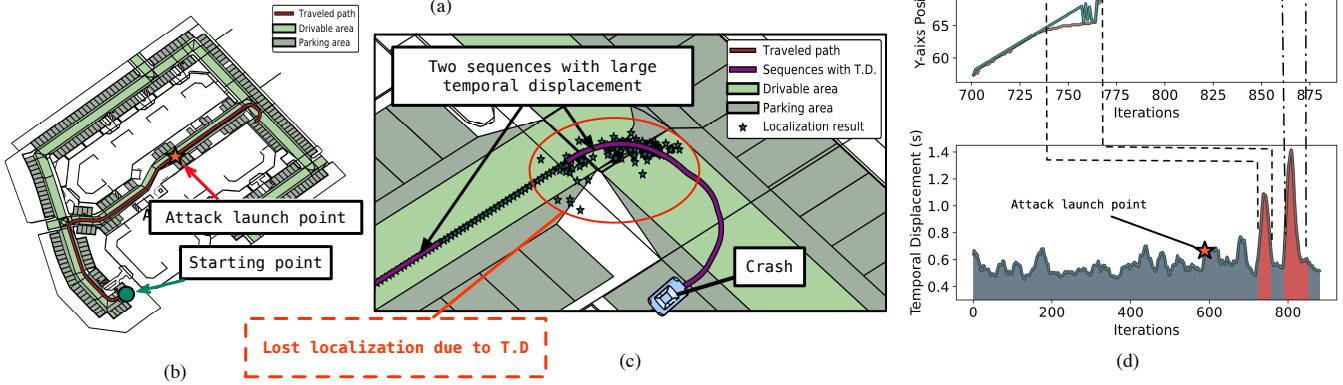 (a)
Traveled path
Drivable area
Parking area
Attack launch point
Starting point
(b)
Two sequences with large
temporal displacement
Traveled path
Sequences with T.D.
Drivable area
Parking area
Localization result
Crash
Lost localization due to T.D
(c)
Y-aixs Posi
65
60
700 725 750 775 800 825 850 875
Iterations
Temporal Displacement (s)
1.4
1.2
1.0
0.8
0.6
0.4
Attack launch point
0 200 400 600 800
Iterations
(d)